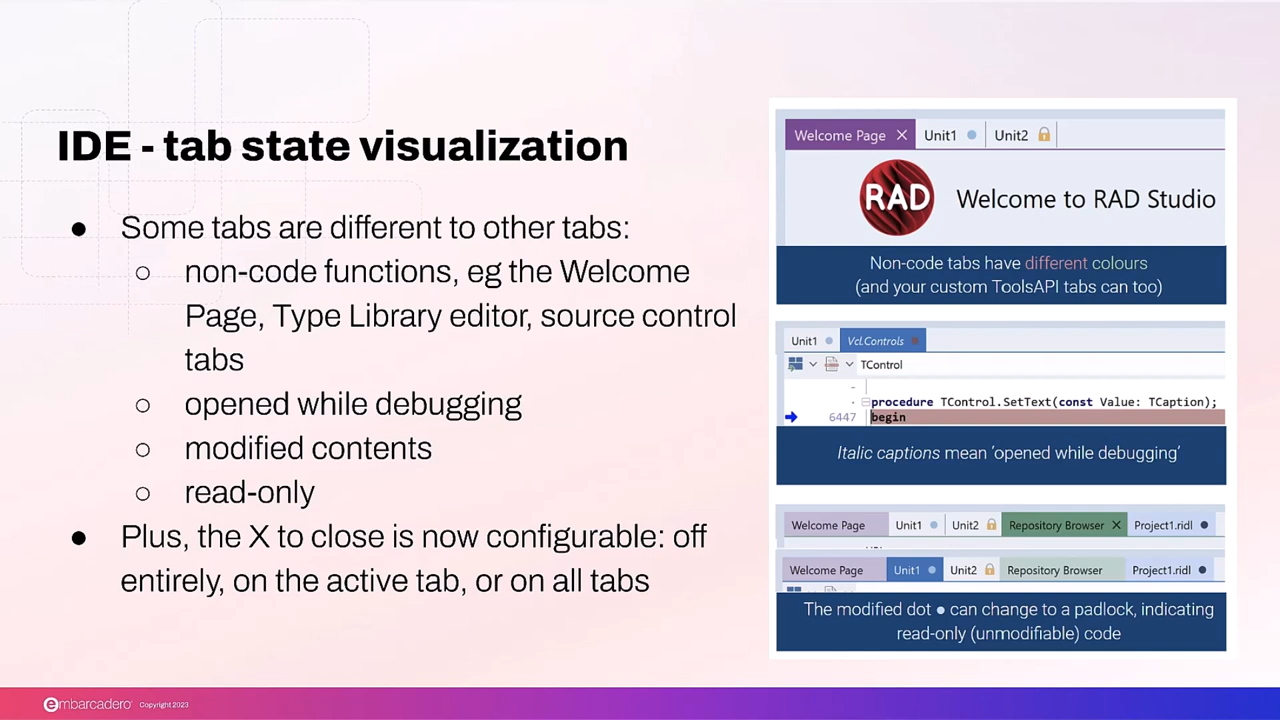 IDE - tab state visualization
● Some tabs are different to other tabs:
○ non-code functions, eg the Welcome
Page, Type Library editor, source control
tabs
○ opened while debugging
○ modified contents
○ read-only
● Plus, the X to close is now configurable: off
entirely, on the active tab, or on all tabs
Welcome Page Unit1 Unit2
RAD Welcome to RAD Studio
Non-code tabs have different colours
(and your custom ToolsAPI tabs can too)
Unit1 Vcl.Controls
TControl
procedure TControl.SetText(const Value: TCaption);
6447 begin
Italic captions mean ‘opened while debugging’
Welcome Page Unit1 Unit2 Repository Browser Project1.ridl
Welcome Page Unit1 Unit2 Repository Browser Project1.ridl
The modified dot ● can change to a padlock, indicating
read-only (unmodifiable) code
embarcadero Copyright 2023